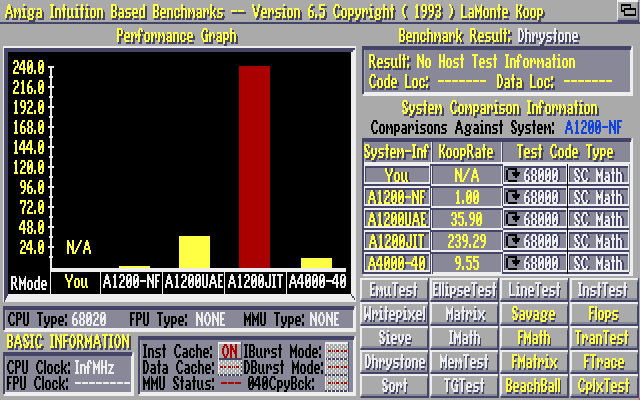 Amiga Intuition Based Benchmarks -- Version 6.5 Copyright ( 1993 ) LaMonte Koop
Performance Graph
240.0
216.0
192.0
168.0
144.0
120.0
96.0
72.0
48.0
24.0
N/A
RMode You A1200-NF A1200UAE A1200JIT A4000-40
CPU Type: 68020 FPU Type: NONE MMU Type: NONE
BASIC INFORMATION
CPU Clock: InfMHz
FPU Clock: --------
Inst Cache: ON IBurst Mode: ---
Data Cache: --- DBurst Mode: ---
MMU Status: --- 040CpyBck: ---
Benchmark Result: Dhrystone
Result: No Host Test Information
Code Loc: ------- Data Loc: -------
System Comparison Information
Comparisons Against System: A1200-NF
System-Inf KoopRate Test Code Type
You N/A 68000 SC Math
A1200-NF 1.00 68000 SC Math
A1200UAE 35.90 68000 SC Math
A1200JIT 239.29 68000 SC Math
A4000-40 9.55 68000 SC Math
EmuTest EllipseTest LineTest InstTest
Writepixel Matrix Savage Flops
Sieve IMath FMath TranTest
Dhrystone MemTest FMatrix FTrace
Sort TGTest BeachBall CplxTest